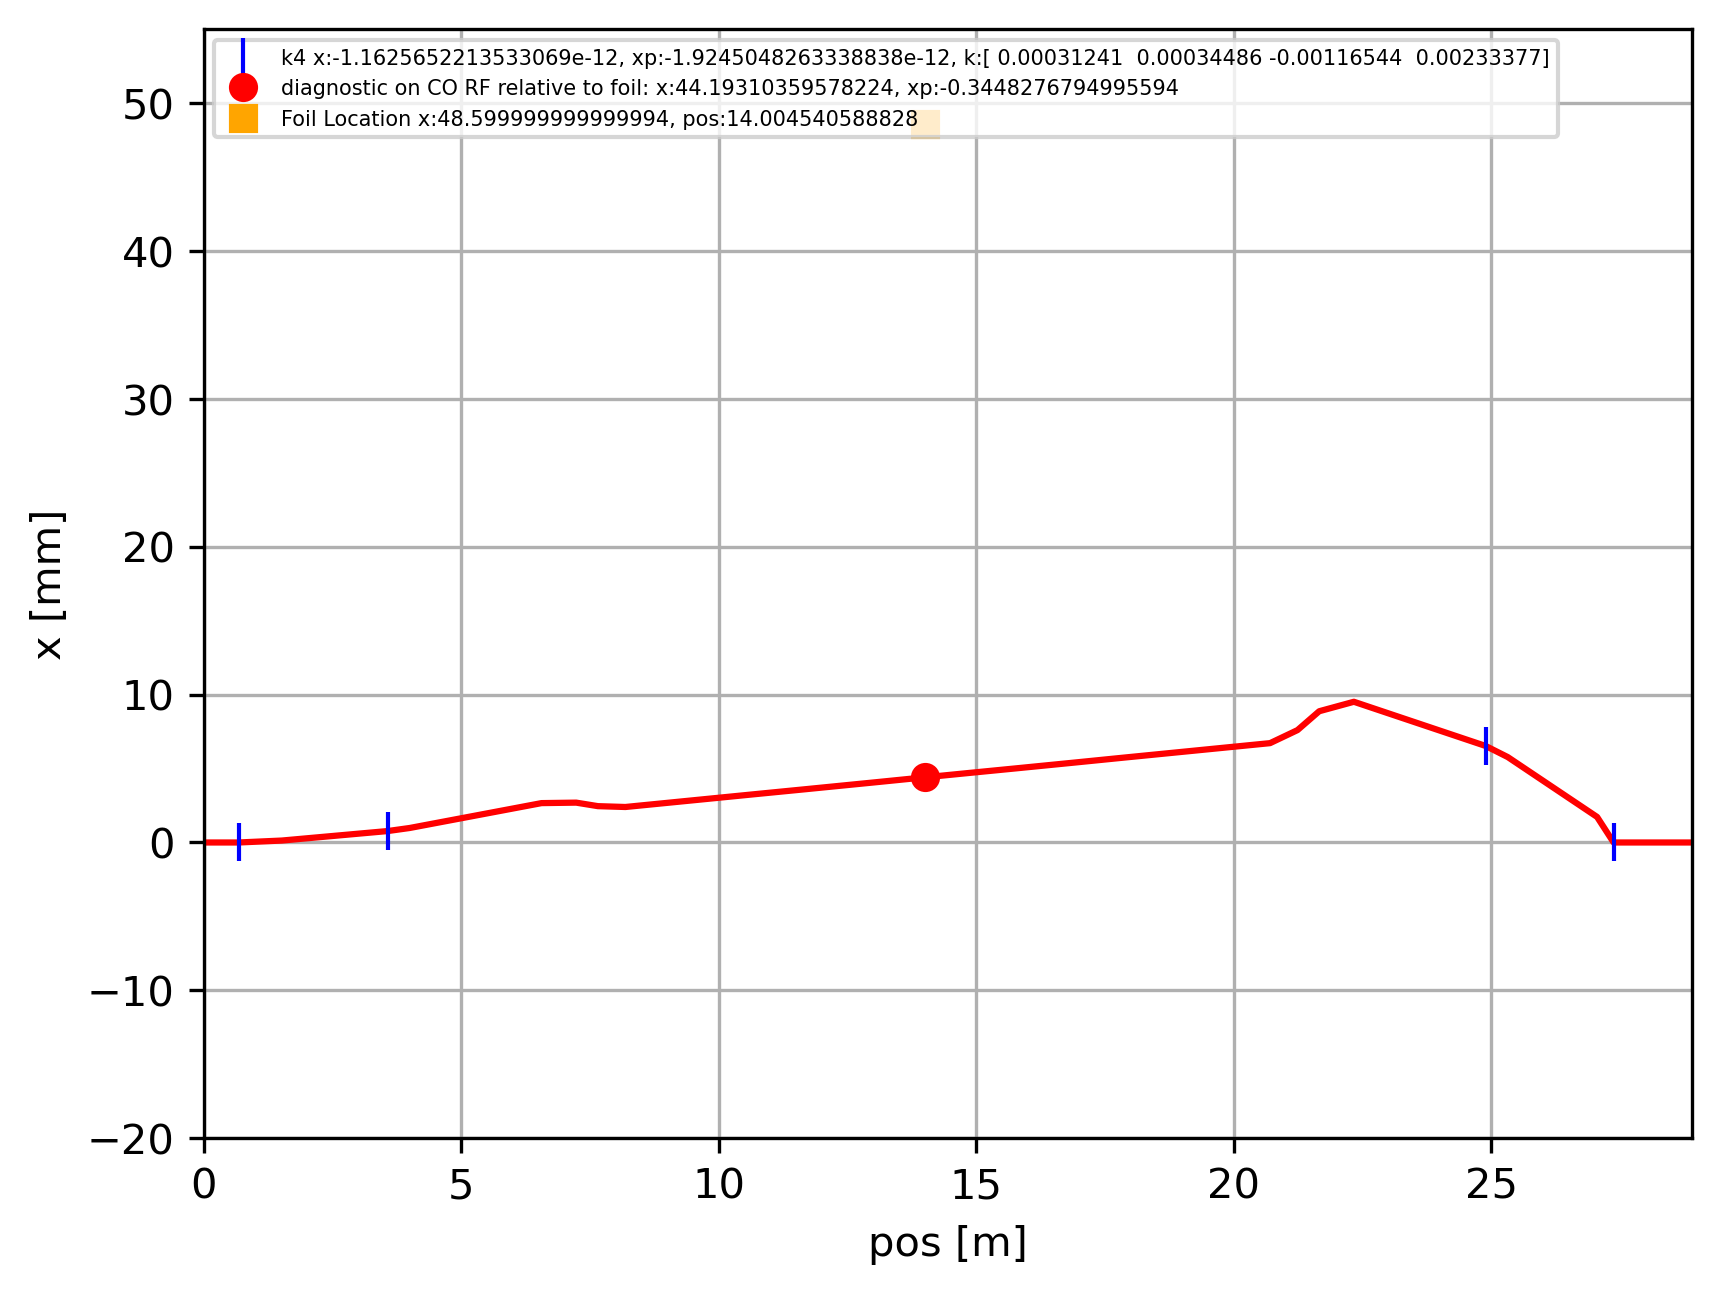 k4 x:-1.1625652213533069e-12, xp:-1.9245048263338838e-12, k:[ 0.00031241  0.00034486 -0.00116544  0.00233377]
diagnostic on CO RF relative to foil: x:44.19310359578224, xp:-0.3448276794995594
Foil Location x:48.599999999999994, pos:14.004540588828
50
40
30
20
10
0
−10
−20
x [mm]
0 5 10 15 20 25
pos [m]